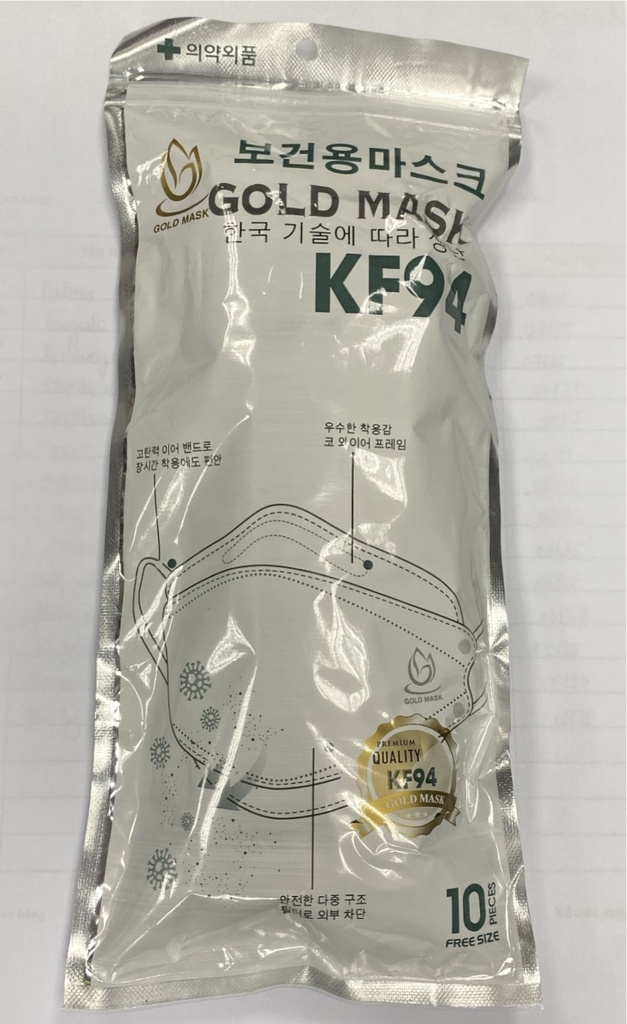 의약외품
보건용마스크
GOLD MASK
GOLD MASK
한국 기술에 따라
KF94
우수한 착용감
코 와이어 프레임
고탄력 이어 밴드로
장시간 착용에도 편안
GOLD MASK
PREMIUM
QUALITY
KF94
GOLD MASK
안전한 다중 구조
외부 차단
10 PIECES
FREE SIZE